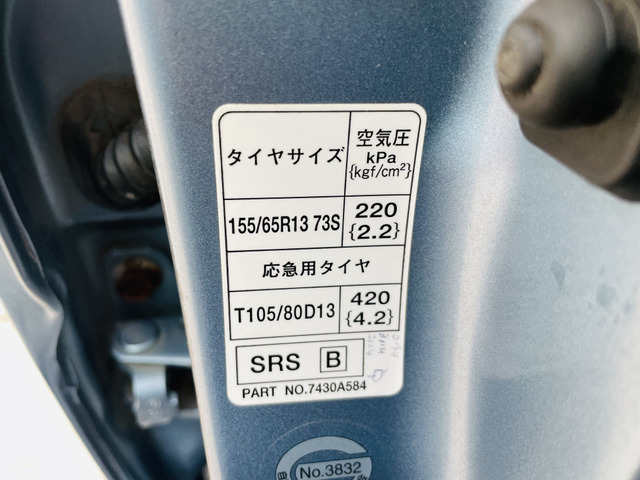 タイヤサイズ
空気圧
kPa
{kgf/cm²}
155/65R13 73S
220
{2.2}
応急用タイヤ
T105/80D13
420
{4.2}
SRS B
PART NO.7430A584
No.3832